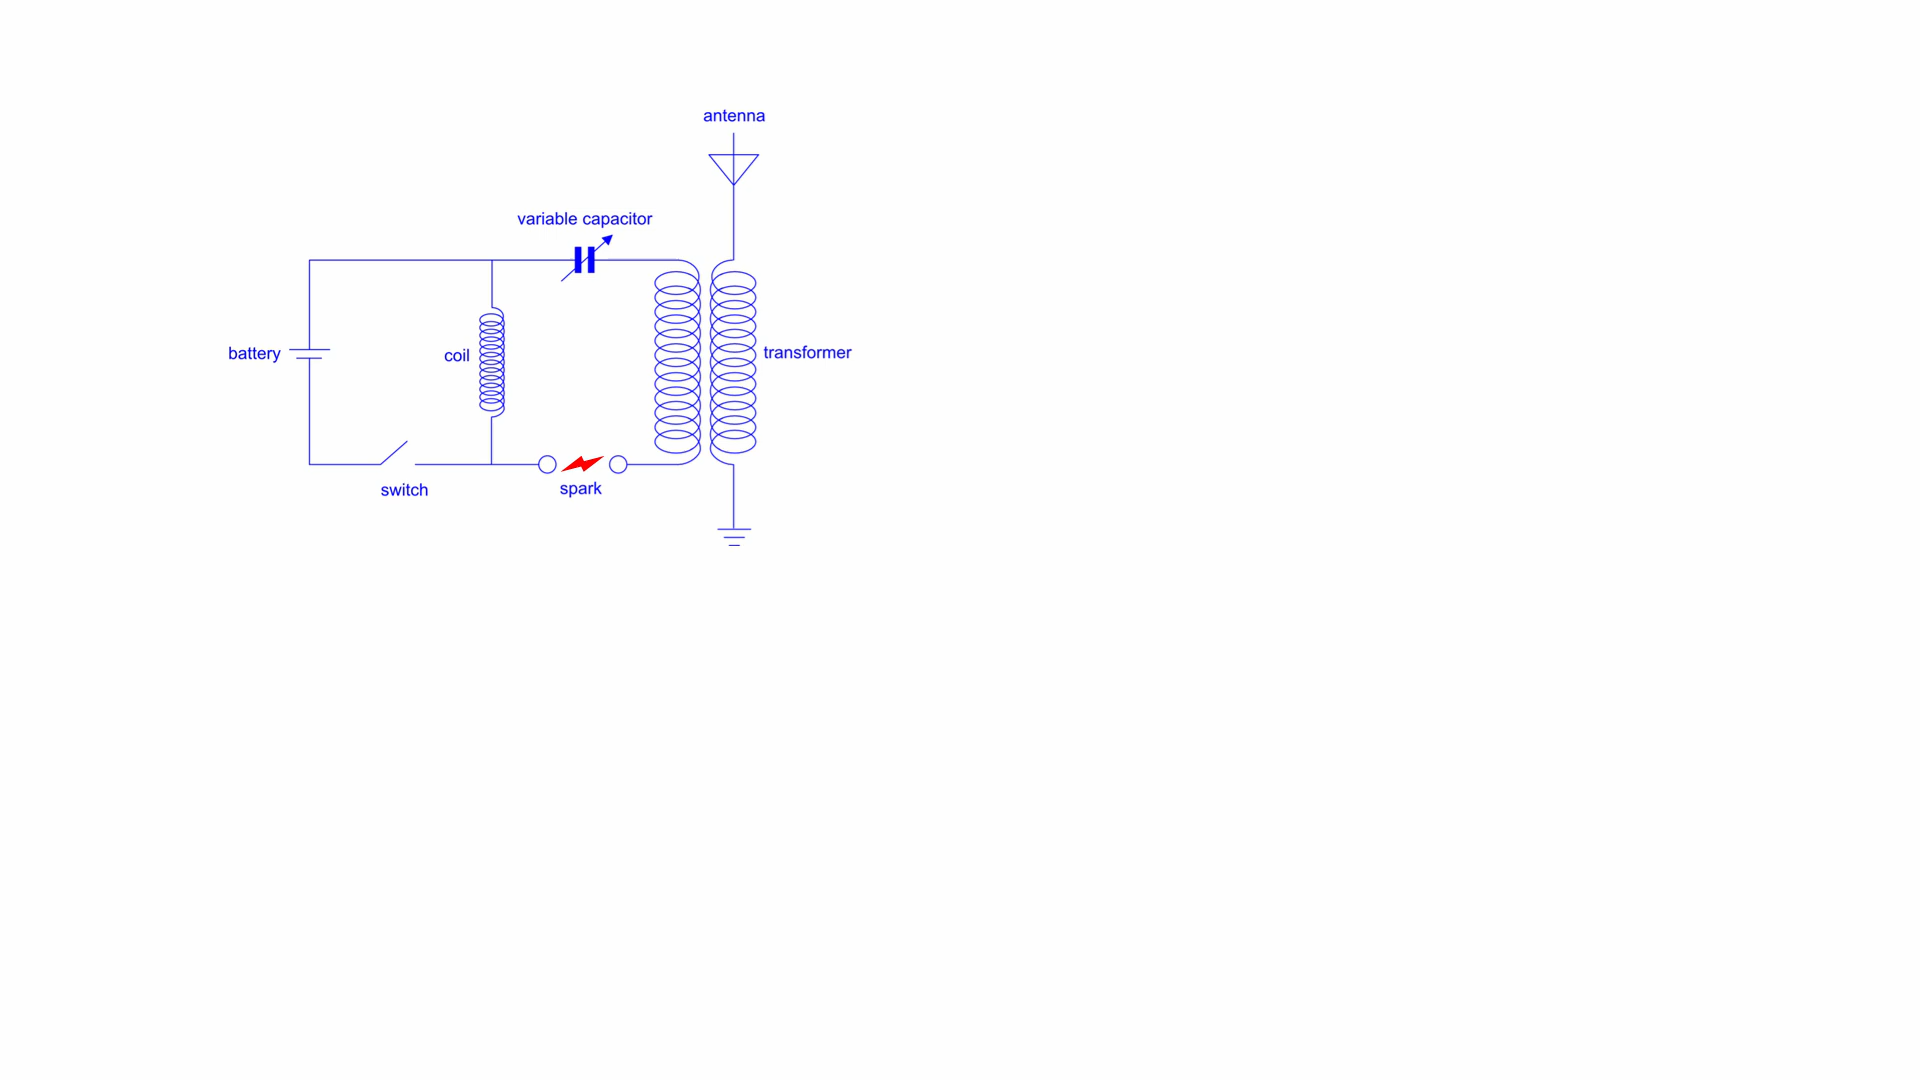 antenna
variable capacitor
battery
coil
transformer
switch
spark